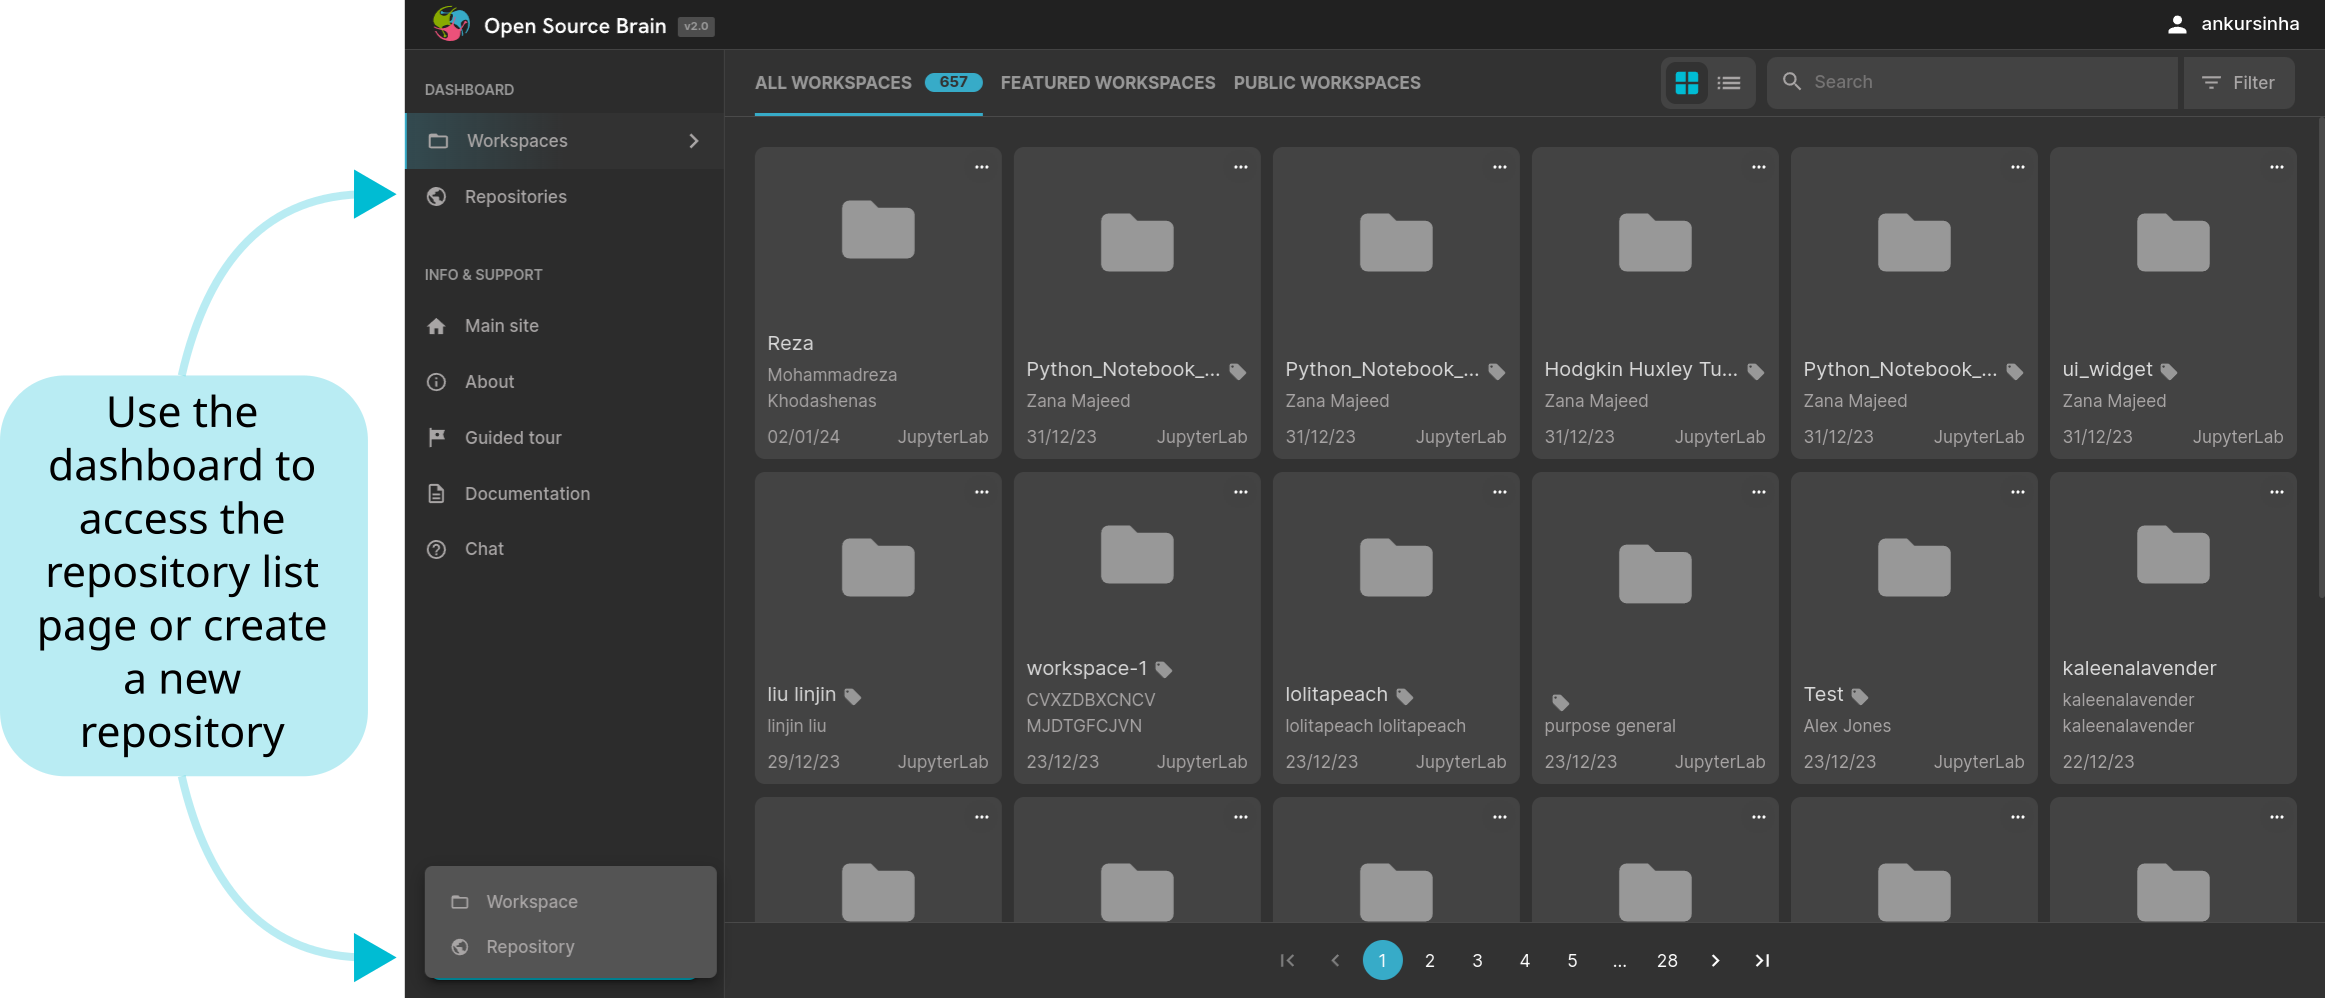 Open Source Brain v2.0
ankursinha
DASHBOARD
Workspaces
Repositories
INFO & SUPPORT
Main site
About
Guided tour
Documentation
Chat
Use the
dashboard to
access the
repository list
page or create
a new
repository
Workspace
Repository
ALL WORKSPACES 657 FEATURED WORKSPACES PUBLIC WORKSPACES
Search
Filter
Reza
Mohammadreza
Khodashenas
02/01/24 JupyterLab
Python_Notebook_...
Zana Majeed
31/12/23 JupyterLab
Python_Notebook_...
Zana Majeed
31/12/23 JupyterLab
Hodgkin Huxley Tu...
Zana Majeed
31/12/23 JupyterLab
Python_Notebook_...
Zana Majeed
31/12/23 JupyterLab
ui_widget
Zana Majeed
31/12/23 JupyterLab
liu linjin
linjin liu
29/12/23 JupyterLab
workspace-1
CVXZDBXCNCV
MJDTGFCJVN
23/12/23 JupyterLab
lolitapeach
lolitapeach lolitapeach
23/12/23 JupyterLab
purpose general
23/12/23 JupyterLab
Test
Alex Jones
23/12/23 JupyterLab
kaleenalavender
kaleenalavender
kaleenalavender
22/12/23
1 2 3 4 5 ... 28